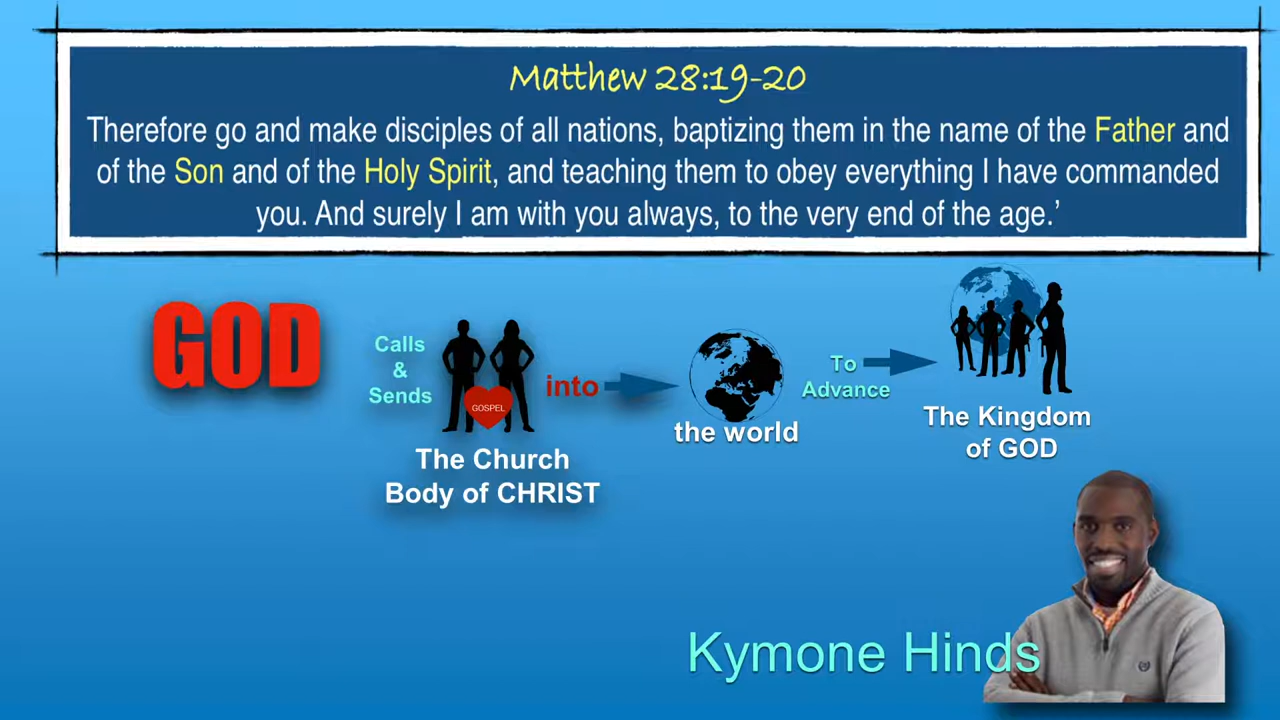 Matthew 28:19-20
Therefore go and make disciples of all nations, baptizing them in the name of the Father and
of the Son and of the Holy Spirit, and teaching them to obey everything I have commanded
you. And surely I am with you always, to the very end of the age.’
GOD
Calls
&
Sends
GOSPEL
The Church
Body of CHRIST
into
the world
To
Advance
The Kingdom
of GOD
Kymone Hinds